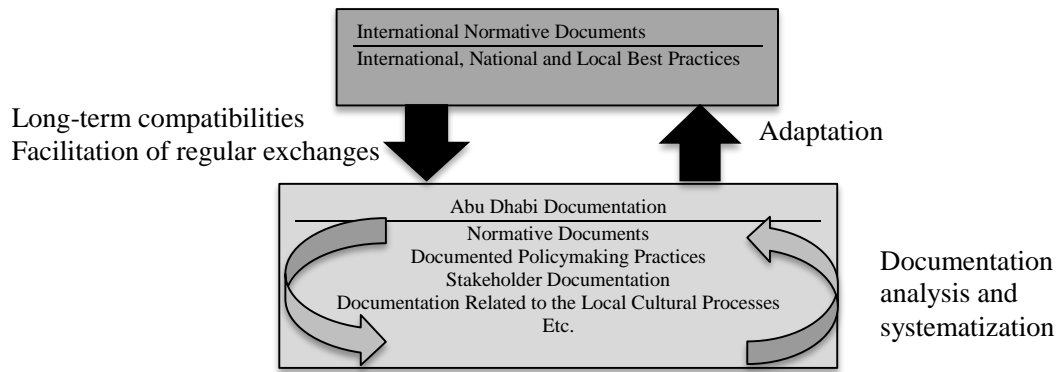 International Normative Documents
International, National and Local Best Practices
Long-term compatibilities
Facilitation of regular exchanges
Adaptation
Abu Dhabi Documentation
Normative Documents
Documented Policymaking Practices
Stakeholder Documentation
Documentation Related to the Local Cultural Processes
Etc.
Documentation
analysis and
systematization